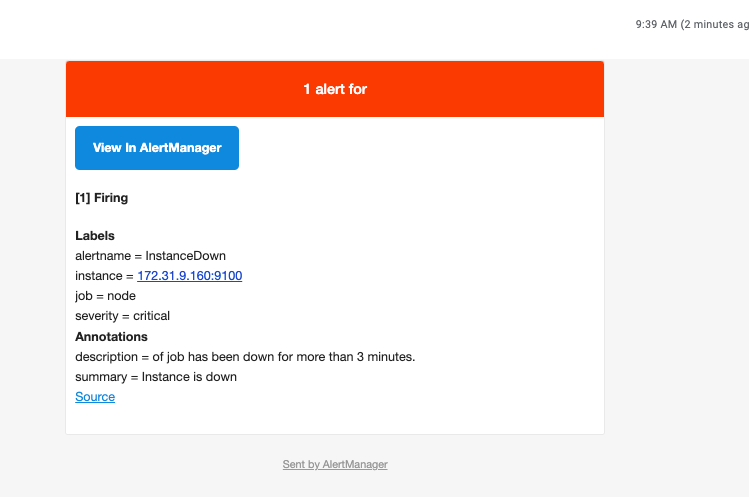 9:39 AM (2 minutes ag
1 alert for
View In AlertManager
[1] Firing
Labels
alertname = InstanceDown
instance = 172.31.9.160:9100
job = node
severity = critical
Annotations
description = of job has been down for more than 3 minutes.
summary = Instance is down
Source
Sent by AlertManager